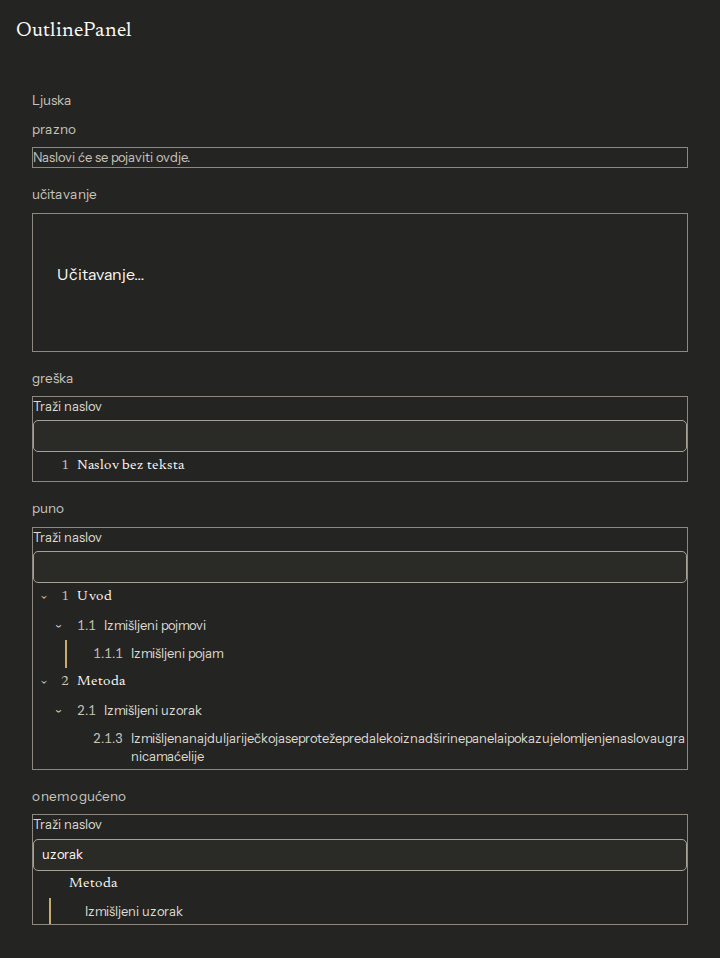 OutlinePanel
Ljuska
prazno
Naslovi će se pojaviti ovdje.
učitavanje
Učitavanje...
greška
Traži naslov
1 Naslov bez teksta
puno
Traži naslov
1 Uvod
1.1 Izmišljeni pojmovi
1.1.1 Izmišljeni pojam
2 Metoda
2.1 Izmišljeni uzorak
2.1.3 Izmišljenanajduljariječkojaseprotežepredalekoiznadširinepanelaipokazujelomljenjenaslovaugra
nicamaćelije
onemogućeno
Traži naslov
uzorak
Metoda
Izmišljeni uzorak